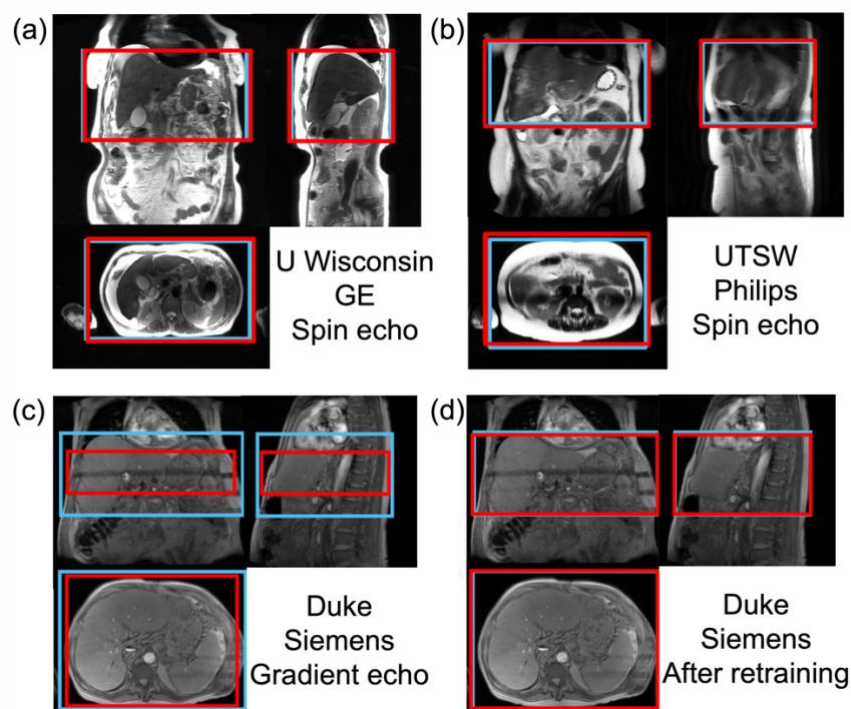 (a)
U Wisconsin
GE
Spin echo
(b)
UTSW
Philips
Spin echo
(c)
Duke
Siemens
Gradient echo
(d)
Duke
Siemens
After retraining